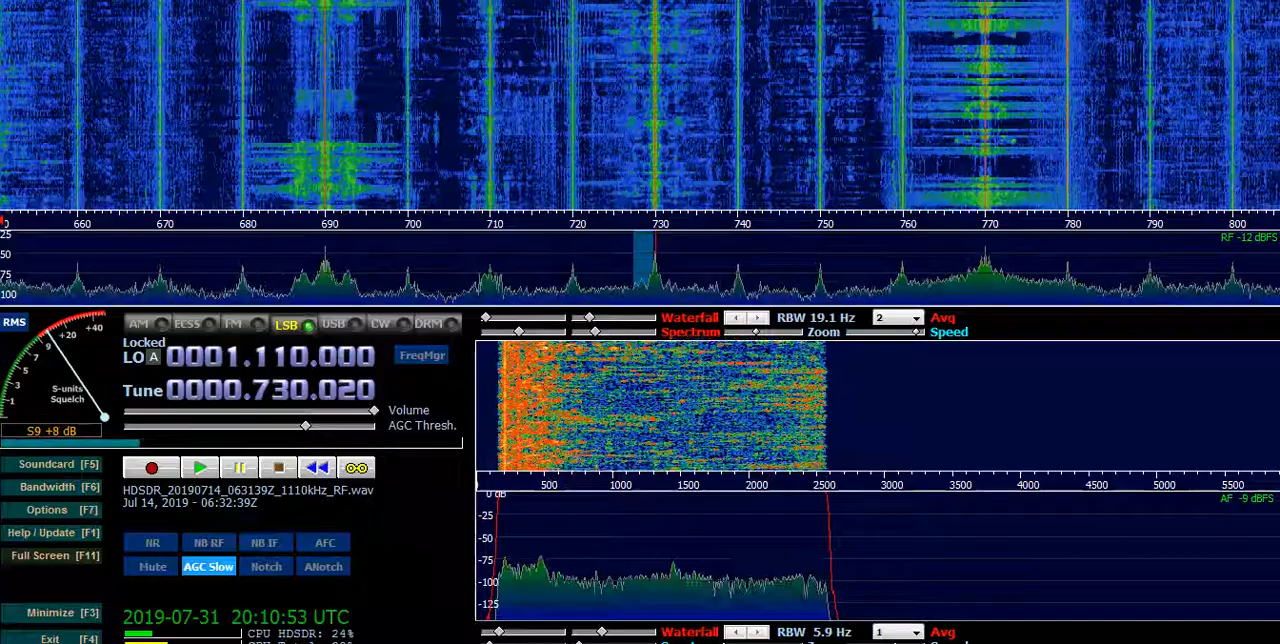 660 670 680 690 700 710 720 730 740 750 760 770 780 790 800
25
50
75
100
RF -12 dBFS
RMS
+20 +40
9
7
5
3
1
S-units
Squelch
S9 +8 dB
AM ECSS FM LSB USB CW DRM
Locked
LO A 0001.110.000
FreqMgr
Tune 0000.730.020
Volume
AGC Thresh.
Waterfall RBW 19.1 Hz 2 Avg
Spectrum Zoom Speed
Soundcard [F5]
Bandwidth [F6]
Options [F7]
Help / Update [F1]
Full Screen [F11]
Minimize [F3]
Exit [F4]
HDSDR_20190714_063139Z_1110kHz_RF.wav
Jul 14, 2019 - 06:32:39Z
NR NB RF NB IF AFC
Mute AGC Slow Notch ANotch
2019-07-31 20:10:53 UTC
CPU HDSDR: 24%
500 1000 1500 2000 2500 3000 3500 4000 4500 5000 5500
0 dB
-25
-50
-75
-100
-125
AF -9 dBFS
Waterfall RBW 5.9 Hz 1 Avg